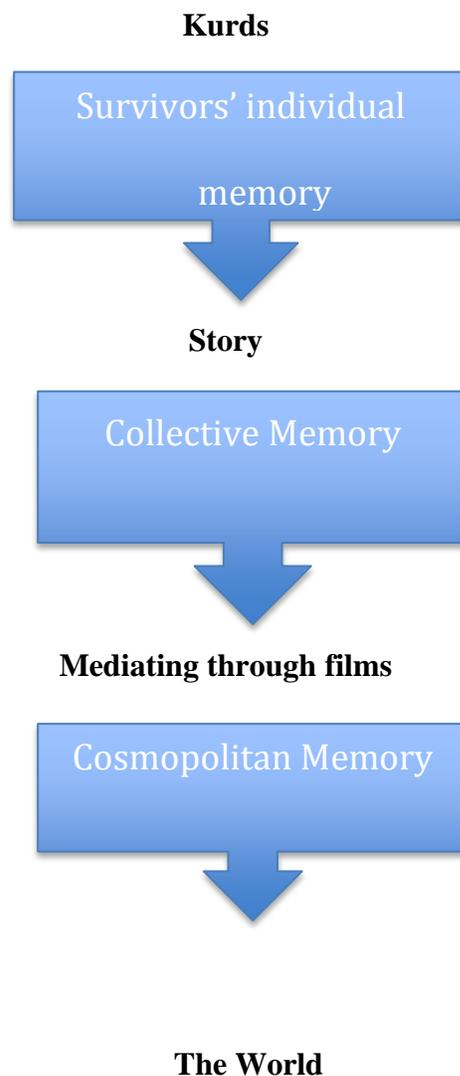 Kurds
Survivors’ individual
memory
Story
Collective Memory
Mediating through films
Cosmopolitan Memory
The World